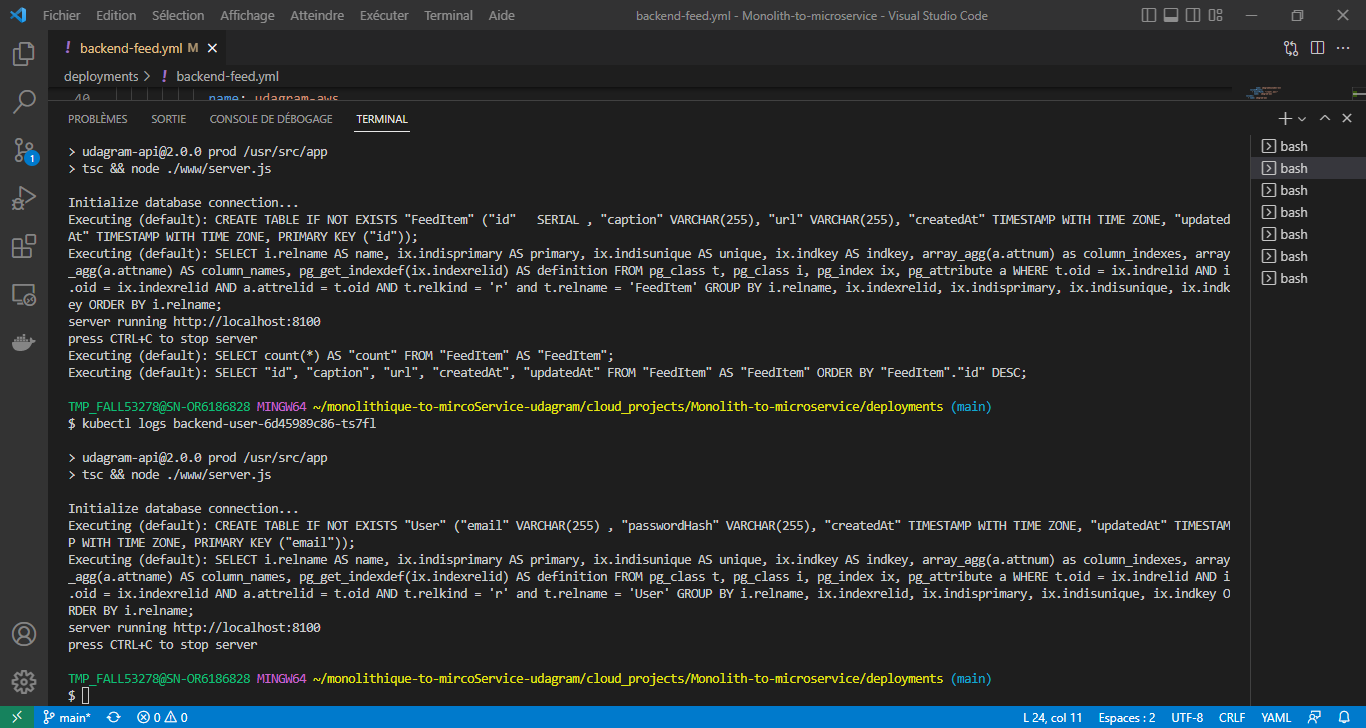 Fichier Edition Sélection Affichage Atteindre Exécuter Terminal Aide backend-feed.yml - Monolith-to-microservice - Visual Studio Code
! backend-feed.yml M
deployments > ! backend-feed.yml
40 name: udagram-aws
PROBLÈMES SORTIE CONSOLE DE DÉBOGAGE TERMINAL
> udagram-api@2.0.0 prod /usr/src/app
> tsc && node ./www/server.js
Initialize database connection...
Executing (default): CREATE TABLE IF NOT EXISTS "FeedItem" ("id"   SERIAL , "caption" VARCHAR(255), "url" VARCHAR(255), "createdAt" TIMESTAMP WITH TIME ZONE, "updated
At" TIMESTAMP WITH TIME ZONE, PRIMARY KEY ("id"));
Executing (default): SELECT i.relname AS name, ix.indisprimary AS primary, ix.indisunique AS unique, ix.indkey AS indkey, array_agg(a.attnum) as column_indexes, array
_agg(a.attname) AS column_names, pg_get_indexdef(ix.indexrelid) AS definition FROM pg_class t, pg_class i, pg_index ix, pg_attribute a WHERE t.oid = ix.indrelid AND i
.oid = ix.indexrelid AND a.attrelid = t.oid AND t.relkind = 'r' and t.relname = 'FeedItem' GROUP BY i.relname, ix.indexrelid, ix.indisprimary, ix.indisunique, ix.indk
ey ORDER BY i.relname;
server running http://localhost:8100
press CTRL+C to stop server
Executing (default): SELECT count(*) AS "count" FROM "FeedItem" AS "FeedItem";
Executing (default): SELECT "id", "caption", "url", "createdAt", "updatedAt" FROM "FeedItem" AS "FeedItem" ORDER BY "FeedItem"."id" DESC;
TMP_FALL53278@SN-OR6186828 MINGW64 ~/monolithique-to-mircoService-udagram/cloud_projects/Monolith-to-microservice/deployments (main)
$ kubectl logs backend-user-6d45989c86-ts7fl
> udagram-api@2.0.0 prod /usr/src/app
> tsc && node ./www/server.js
Initialize database connection...
Executing (default): CREATE TABLE IF NOT EXISTS "User" ("email" VARCHAR(255) , "passwordHash" VARCHAR(255), "createdAt" TIMESTAMP WITH TIME ZONE, "updatedAt" TIMESTAM
P WITH TIME ZONE, PRIMARY KEY ("email"));
Executing (default): SELECT i.relname AS name, ix.indisprimary AS primary, ix.indisunique AS unique, ix.indkey AS indkey, array_agg(a.attnum) as column_indexes, array
_agg(a.attname) AS column_names, pg_get_indexdef(ix.indexrelid) AS definition FROM pg_class t, pg_class i, pg_index ix, pg_attribute a WHERE t.oid = ix.indrelid AND i
.oid = ix.indexrelid AND a.attrelid = t.oid AND t.relkind = 'r' and t.relname = 'User' GROUP BY i.relname, ix.indexrelid, ix.indisprimary, ix.indisunique, ix.indkey O
RDER BY i.relname;
server running http://localhost:8100
press CTRL+C to stop server
TMP_FALL53278@SN-OR6186828 MINGW64 ~/monolithique-to-mircoService-udagram/cloud_projects/Monolith-to-microservice/deployments (main)
$
bash
bash
bash
bash
bash
bash
bash
1
main* 0 0 L 24, col 11 Espaces : 2 UTF-8 CRLF YAML